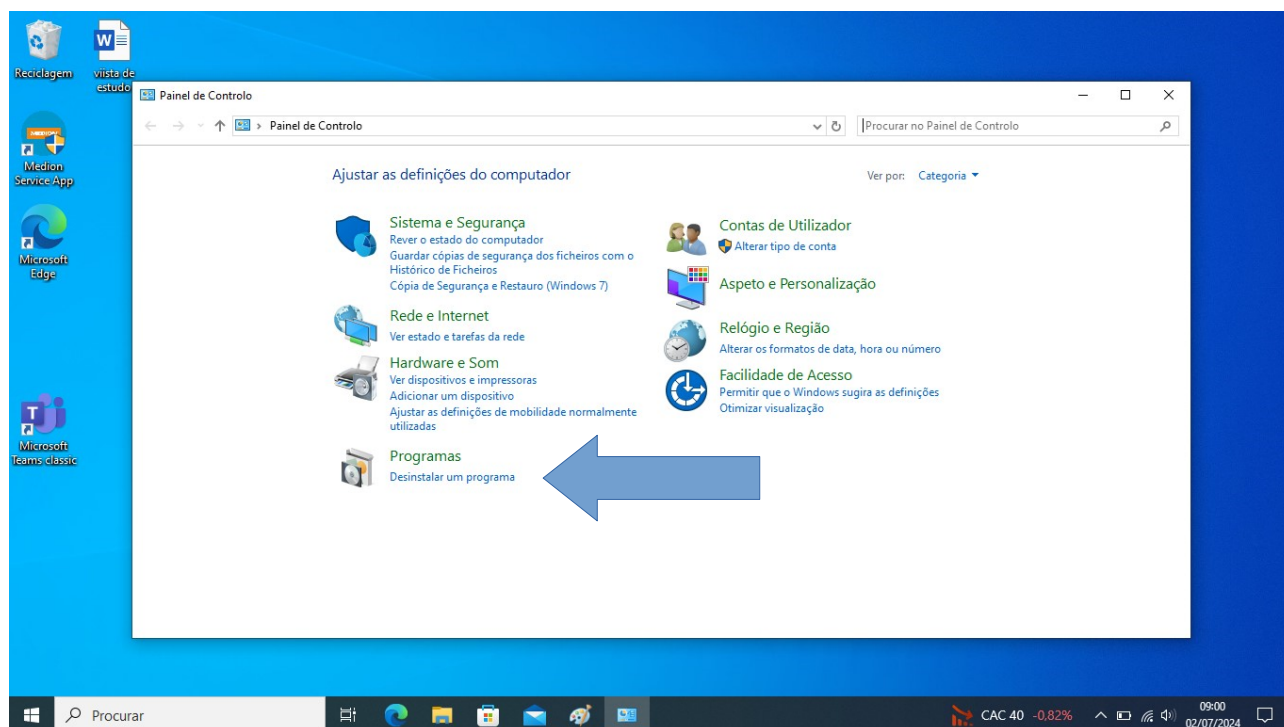 Reciclagem
viista de
estudo
Medion
Service App
Microsoft
Edge
Microsoft
Teams classic
Painel de Controlo
Painel de Controlo
Procurar no Painel de Controlo
Ajustar as definições do computador
Ver por: Categoria
Sistema e Segurança
Rever o estado do computador
Guardar cópias de segurança dos ficheiros com o
Histórico de Ficheiros
Cópia de Segurança e Restauro (Windows 7)
Rede e Internet
Ver estado e tarefas da rede
Hardware e Som
Ver dispositivos e impressoras
Adicionar um dispositivo
Ajustar as definições de mobilidade normalmente
utilizadas
Programas
Desinstalar um programa
Contas de Utilizador
Alterar tipo de conta
Aspeto e Personalização
Relógio e Região
Alterar os formatos de data, hora ou número
Facilidade de Acesso
Permitir que o Windows sugira as definições
Otimizar visualização
Procurar
CAC 40 -0,82%
09:00
02/07/2024